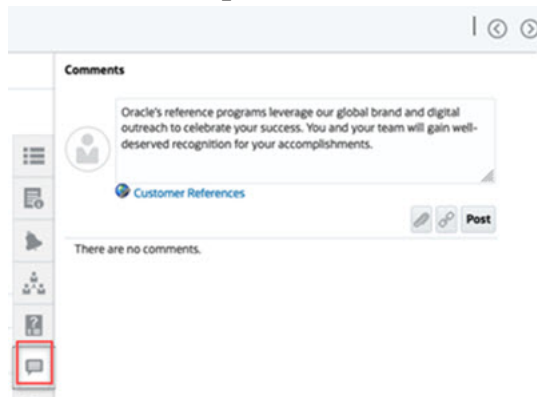 Comments
Oracle's reference programs leverage our global brand and digital
outreach to celebrate your success. You and your team will gain well-
deserved recognition for your accomplishments.
Customer References
Post
There are no comments.